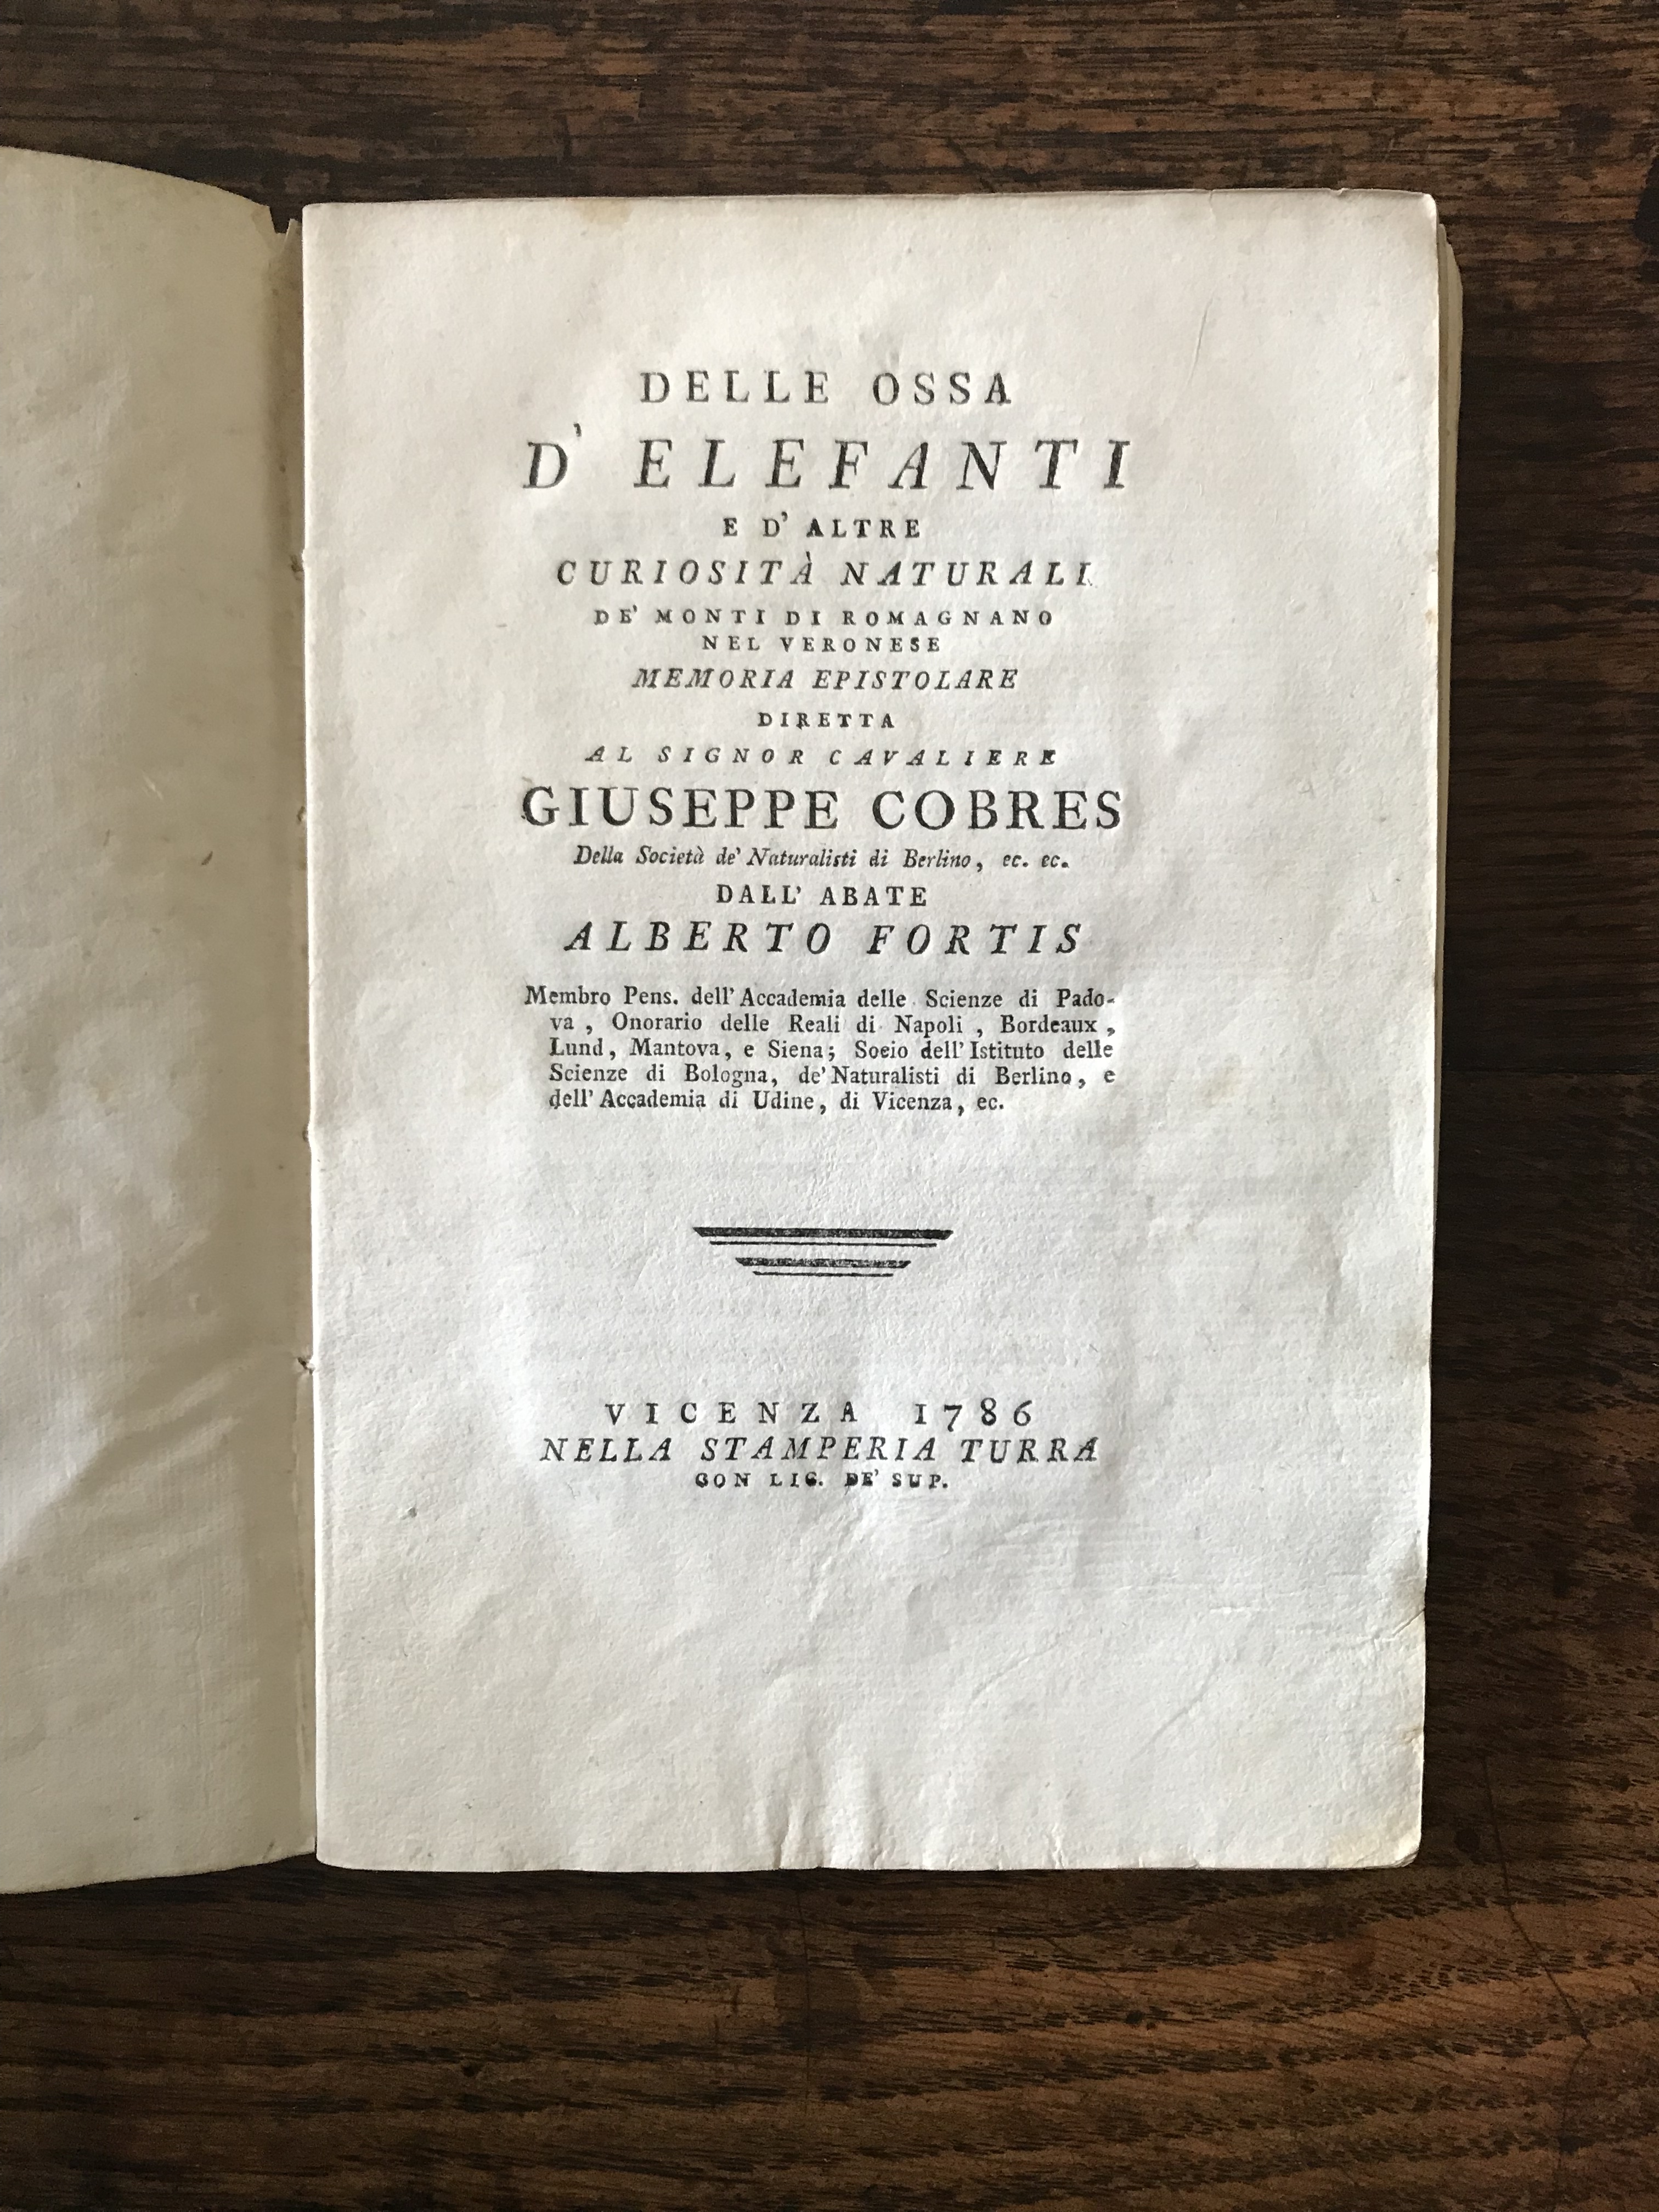 DELLE OSSA
D' ELEFANTI
E D' ALTRE
CURIOSITÀ NATURALI
DE' MONTI DI ROMAGNANO
NEL VERONESE
MEMORIA EPISTOLARE
DIRETTA
AL SIGNOR CAVALIERE
GIUSEPPE COBRES
Della Società de' Naturalisti di Berlino, ec. ec.
DALL' ABATE
ALBERTO FORTIS
Membro Pens. dell' Accademia delle Scienze di Pado-
va, Onorario delle Reali di Napoli, Bordeaux,
Lund, Mantova, e Siena; Socio dell' Istituto delle
Scienze di Bologna, de' Naturalisti di Berlino, e
dell' Accademia di Udine, di Vicenza, ec.
VICENZA 1786
NELLA STAMPERIA TURRA
CON LIC. DE' SUP.